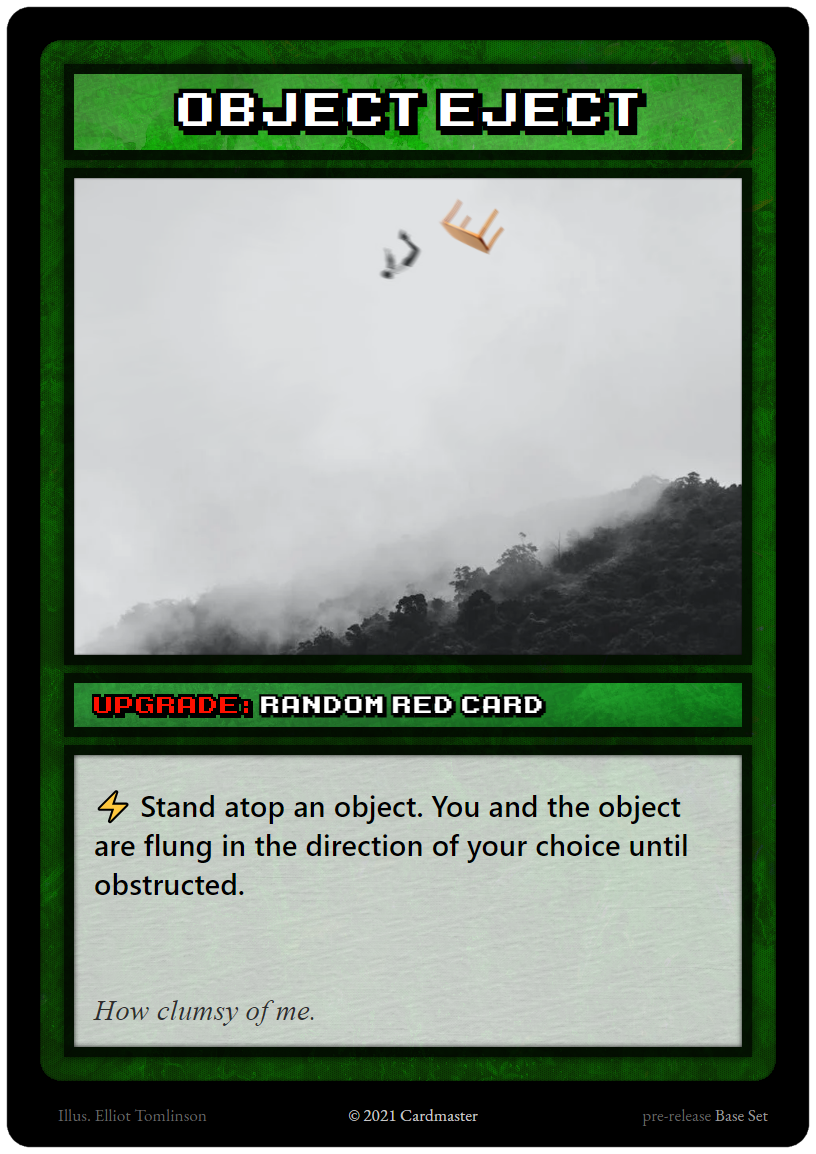 OBJECT EJECT
UPGRADE: RANDOM RED CARD
⚡ Stand atop an object. You and the object
are flung in the direction of your choice until
obstructed.
How clumsy of me.
Illus. Elliot Tomlinson © 2021 Cardmaster pre-release Base Set